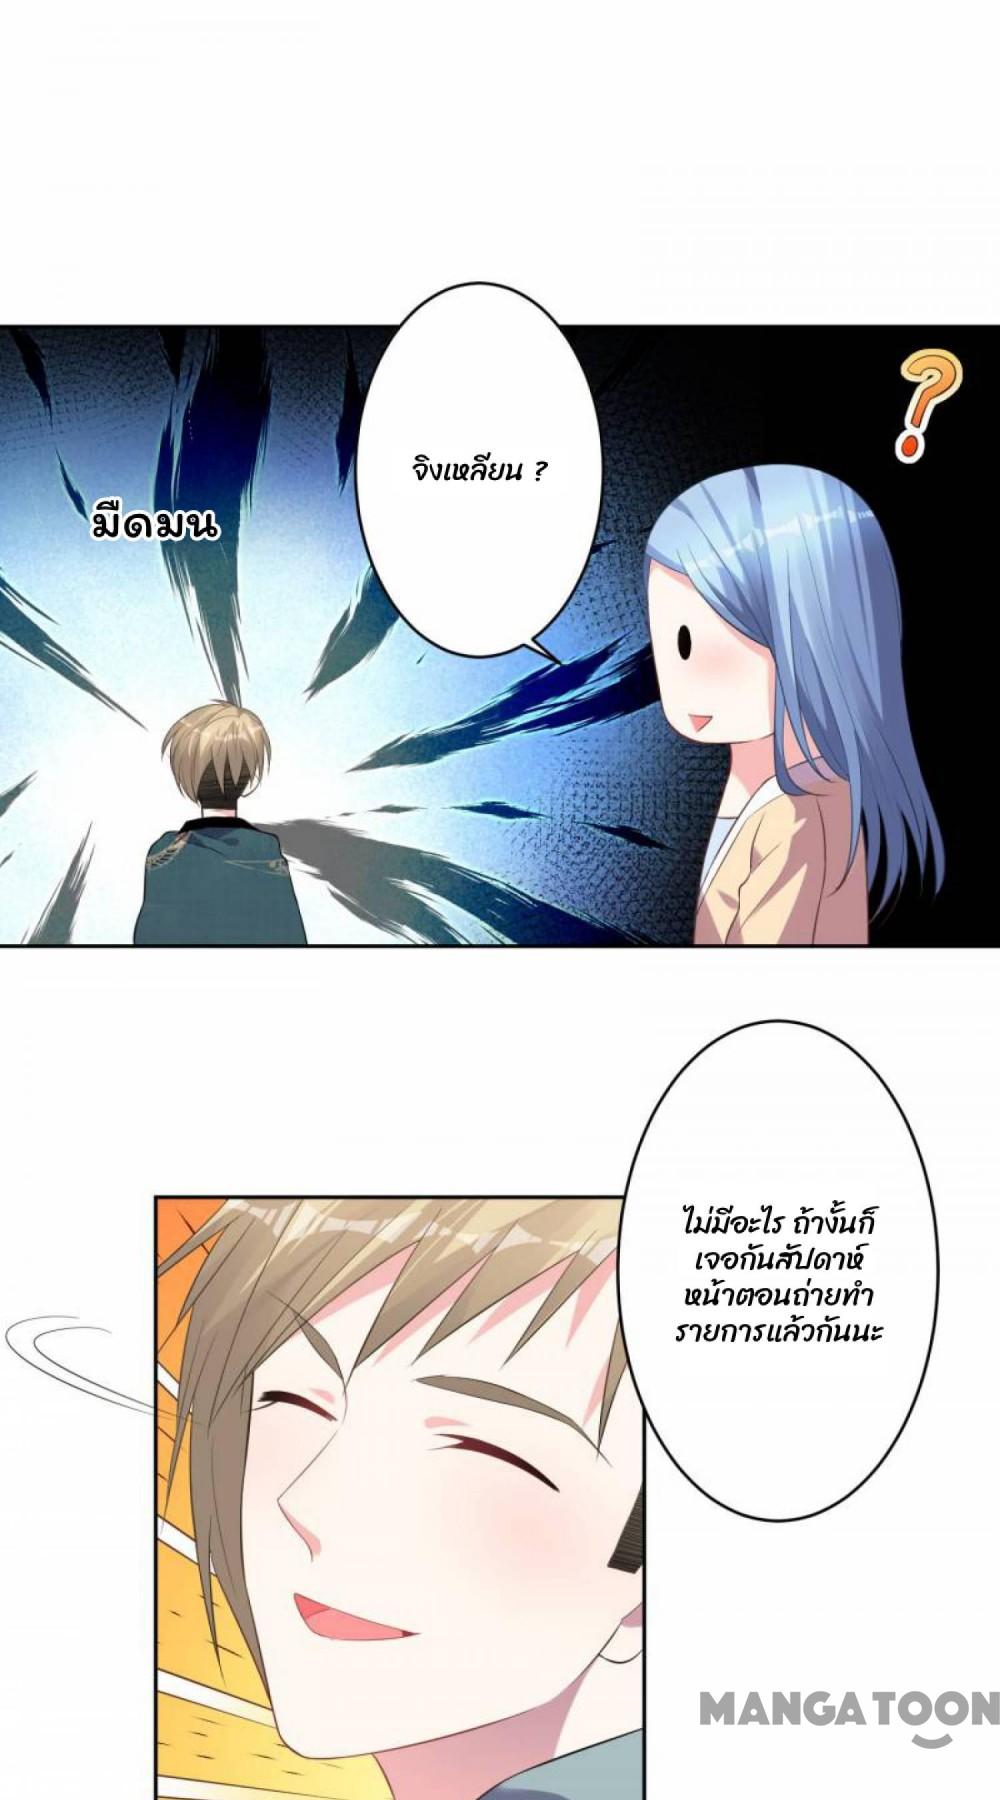 จิงเหลียน ?
มืดมน
ไม่มีอะไร ถ้างั้นก็
เจอกันสัปดาห์
หน้าตอนถ่ายทำ
รายการแล้วกันนะ
MANGATOON